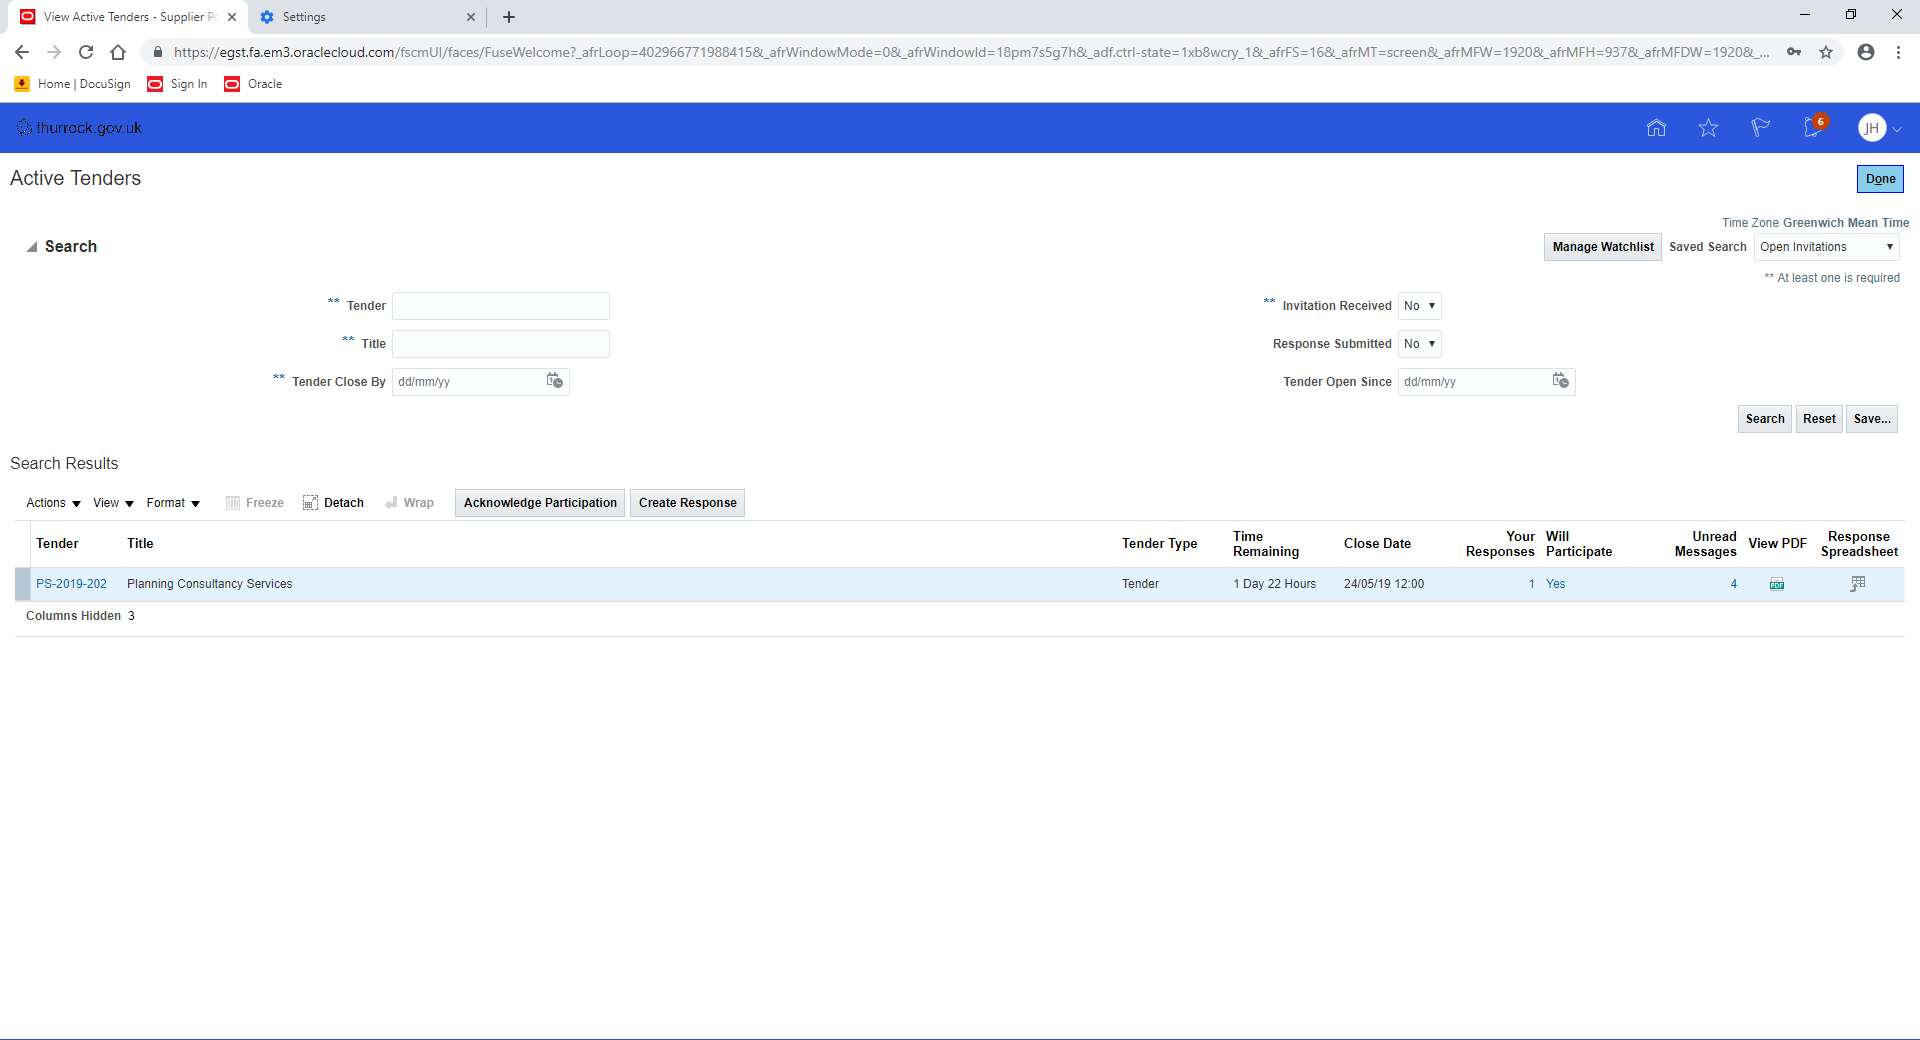 View Active Tenders - Supplier Po
Settings
https://egst.fa.em3.oraclecloud.com/fscmUI/faces/FuseWelcome?_afrLoop=402966771988415&_afrWindowMode=0&_afrWindowId=18pm7s5g7h&_adf.ctrl-state=1xb8wcry_1&_afrFS=16&_afrMT=screen&_afrMFW=1920&_afrMFH=937&_afrMFDW=1920&_...
Home | DocuSign Sign In Oracle
thurrock.gov.uk 6 JH
Active Tenders Done
Time Zone Greenwich Mean Time
Search Manage Watchlist Saved Search Open Invitations
** At least one is required
** Tender ** Invitation Received No
** Title Response Submitted No
** Tender Close By dd/mm/yy Tender Open Since dd/mm/yy
Search Reset Save...
Search Results
Actions View Format Freeze Detach Wrap Acknowledge Participation Create Response
Tender Title Tender Type Time Remaining Close Date Your Responses Will Participate Unread Messages View PDF Response Spreadsheet
PS-2019-202 Planning Consultancy Services Tender 1 Day 22 Hours 24/05/19 12:00 1 Yes 4 PDF
Columns Hidden 3